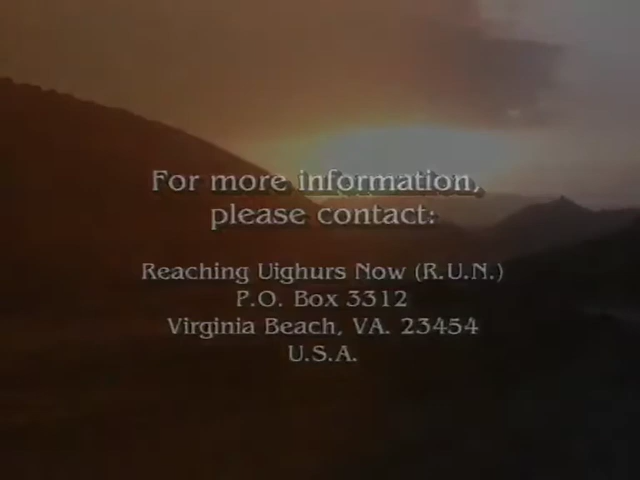 For more information,
please contact:
Reaching Uighurs Now (R.U.N.)
P.O. Box 3312
Virginia Beach, VA. 23454
U.S.A.